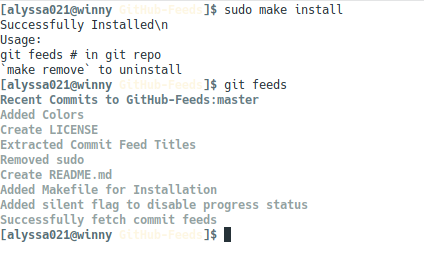 [alyssa021@winny GitHub-Feeds]$ sudo make install
Successfully Installed\n
Usage:
git feeds # in git repo
`make remove` to uninstall
[alyssa021@winny GitHub-Feeds]$ git feeds
Recent Commits to GitHub-Feeds:master
Added Colors
Create LICENSE
Extracted Commit Feed Titles
Removed sudo
Create README.md
Added Makefile for Installation
Added silent flag to disable progress status
Successfully fetch commit feeds
[alyssa021@winny GitHub-Feeds]$